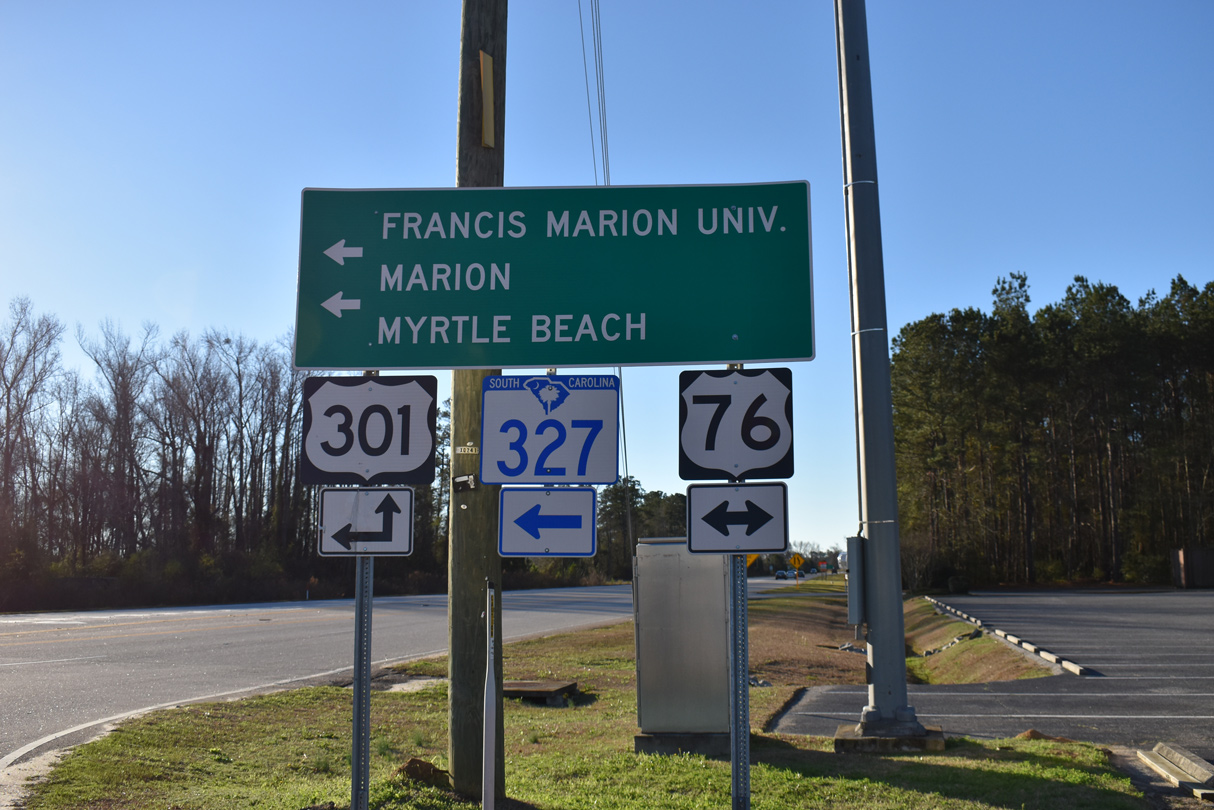 FRANCIS MARION UNIV.
MARION
MYRTLE BEACH
301
SOUTH CAROLINA
327
76